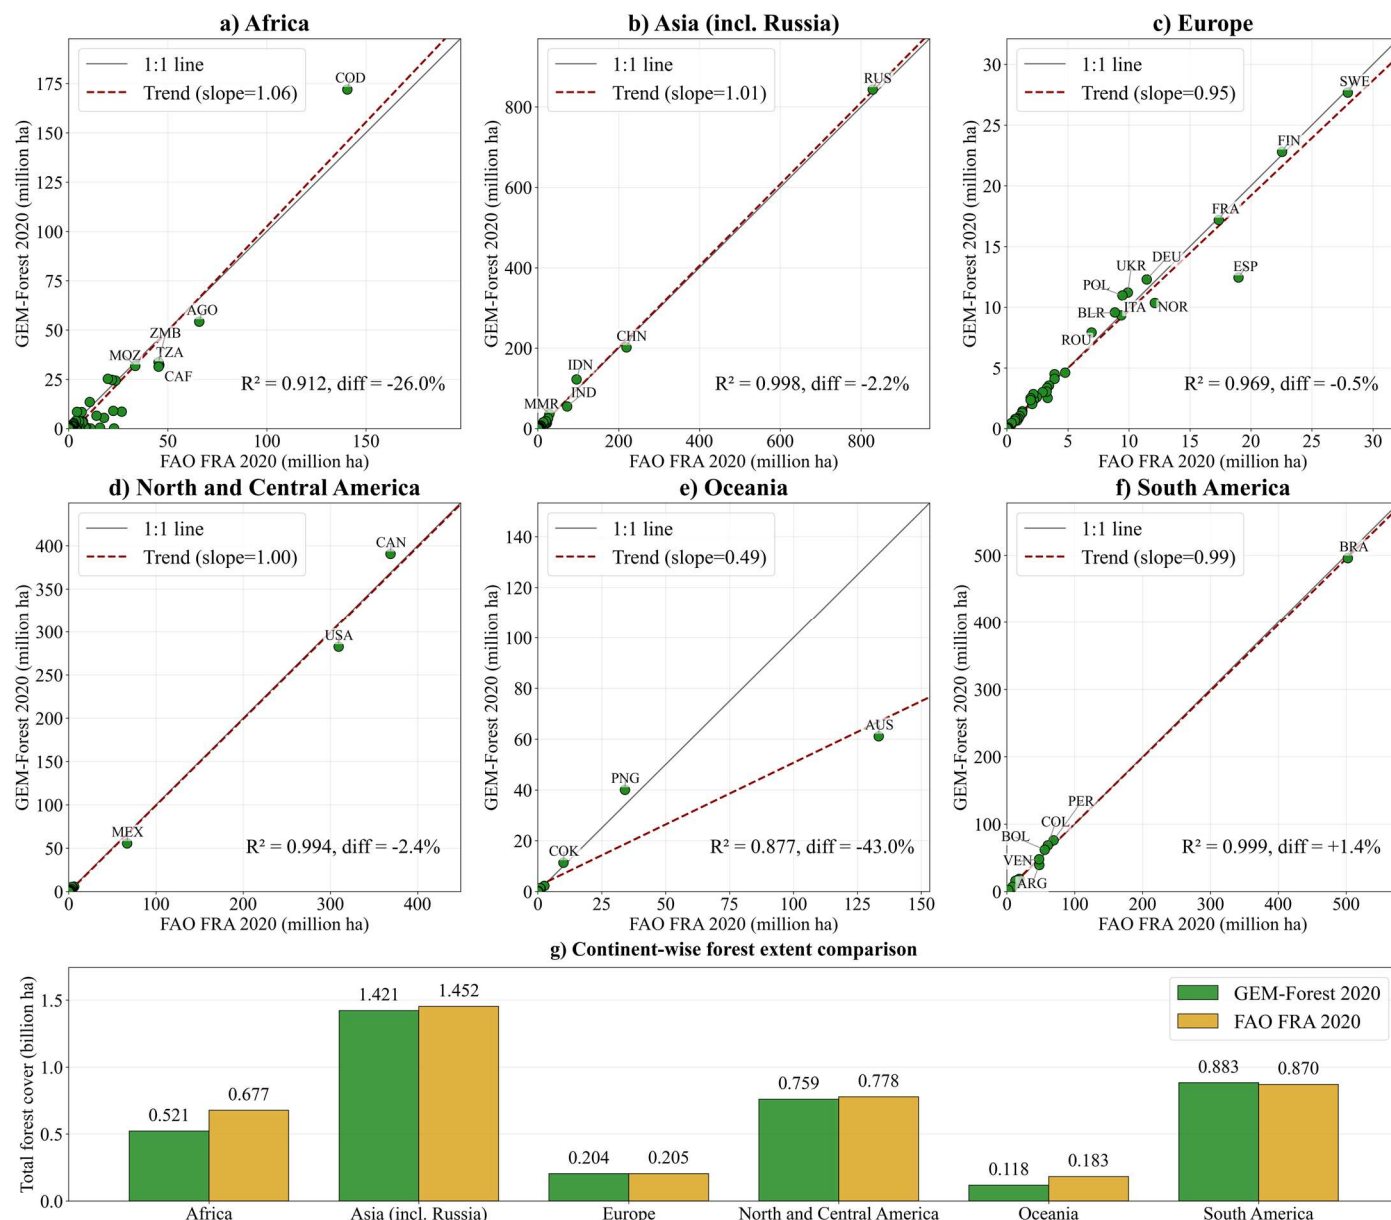 a) Africa
1:1 line
Trend (slope=1.06)
COD
AGO
ZMB
MOZ
TZA
CAF
R² = 0.912, diff = -26.0%
175
150
125
100
75
50
25
0
0 50 100 150
GEM-Forest 2020 (million ha)
FAO FRA 2020 (million ha)
b) Asia (incl. Russia)
1:1 line
Trend (slope=1.01)
RUS
CHN
IDN
IND
MMR
R² = 0.998, diff = -2.2%
800
600
400
200
0
0 200 400 600 800
GEM-Forest 2020 (million ha)
FAO FRA 2020 (million ha)
c) Europe
1:1 line
Trend (slope=0.95)
SWE
FIN
FRA
ESP
DEU
UKR
POL
NOR
ITA
BLR
ROU
R² = 0.969, diff = -0.5%
30
25
20
15
10
5
0
0 5 10 15 20 25 30
GEM-Forest 2020 (million ha)
FAO FRA 2020 (million ha)
d) North and Central America
1:1 line
Trend (slope=1.00)
CAN
USA
MEX
R² = 0.994, diff = -2.4%
400
350
300
250
200
150
100
50
0
0 100 200 300 400
GEM-Forest 2020 (million ha)
FAO FRA 2020 (million ha)
e) Oceania
1:1 line
Trend (slope=0.49)
AUS
PNG
COK
R² = 0.877, diff = -43.0%
140
120
100
80
60
40
20
0
0 25 50 75 100 125 150
GEM-Forest 2020 (million ha)
FAO FRA 2020 (million ha)
f) South America
1:1 line
Trend (slope=0.99)
BRA
PER
COL
BOL
VEN
ARG
R² = 0.999, diff = +1.4%
500
400
300
200
100
0
0 100 200 300 400 500
GEM-Forest 2020 (million ha)
FAO FRA 2020 (million ha)
g) Continent-wise forest extent comparison
GEM-Forest 2020
FAO FRA 2020
Total forest cover (billion ha)
1.5
1.0
0.5
0.0
0.521 0.677
1.421 1.452
0.204 0.205
0.759 0.778
0.118 0.183
0.883 0.870
Africa Asia (incl. Russia) Europe North and Central America Oceania South America